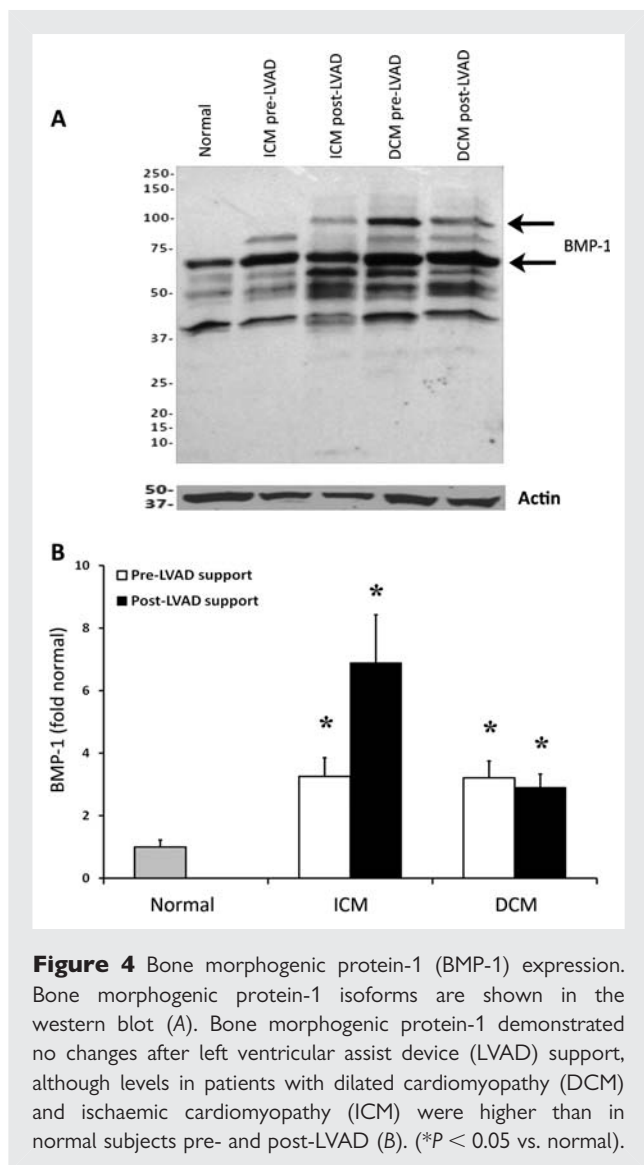 Normal
ICM pre-LVAD
ICM post-LVAD
DCM pre-LVAD
DCM post-LVAD
A
250-
150-
100-
75-
50-
37-
25-
20-
15-
10-
BMP-1
50-
37-
Actin
B
10
8
6
4
2
0
BMP-1 (fold normal)
Pre-LVAD support
Post-LVAD support
*
*
*
*
Normal
ICM
DCM
Figure 4 Bone morphogenic protein-1 (BMP-1) expression.
Bone morphogenic protein-1 isoforms are shown in the
western blot (A). Bone morphogenic protein-1 demonstrated
no changes after left ventricular assist device (LVAD) support,
although levels in patients with dilated cardiomyopathy (DCM)
and ischaemic cardiomyopathy (ICM) were higher than in
normal subjects pre- and post-LVAD (B). (*P < 0.05 vs. normal).